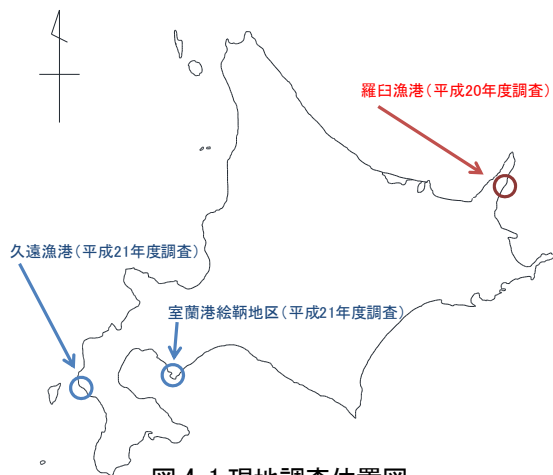 羅臼漁港（平成20年度調査）
久遠漁港（平成21年度調査）
室蘭港絵鞆地区（平成21年度調査）
図 4-1 現地調査位置図